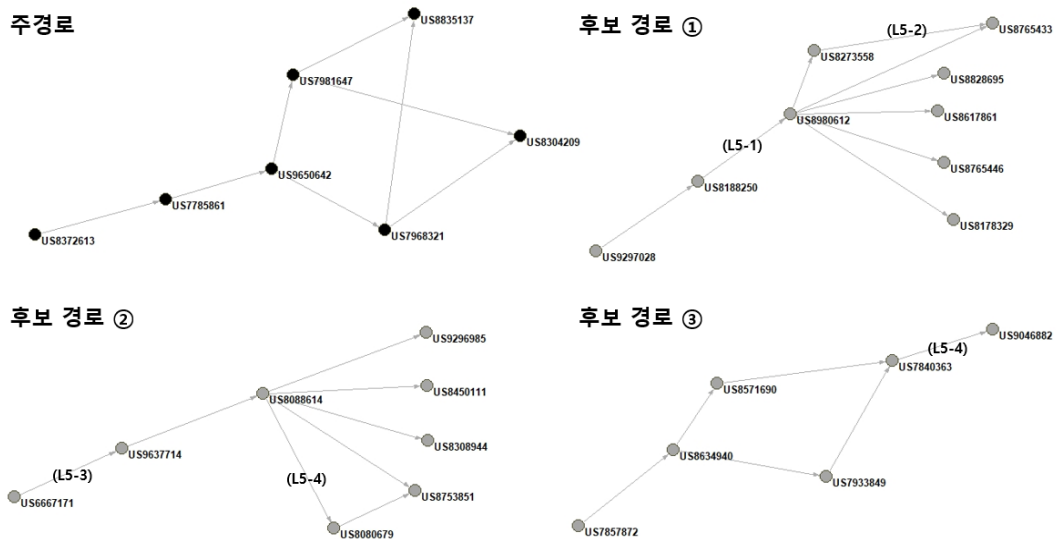 주경로
US8835137
US7981647
US8304209
US9650642
US7785861
US7968321
US8372613
후보 경로 ①
(L5-2)
US8765433
US8273558
US8828695
US8617861
US8980612
(L5-1)
US8765446
US8188250
US8178329
US9297028
후보 경로 ②
US9296985
US8450111
US8088614
US8308944
US9637714
(L5-3)
(L5-4)
US8753851
US6667171
US8080679
후보 경로 ③
US9046882
(L5-4)
US7840363
US8571690
US8634940
US7933849
US7857872